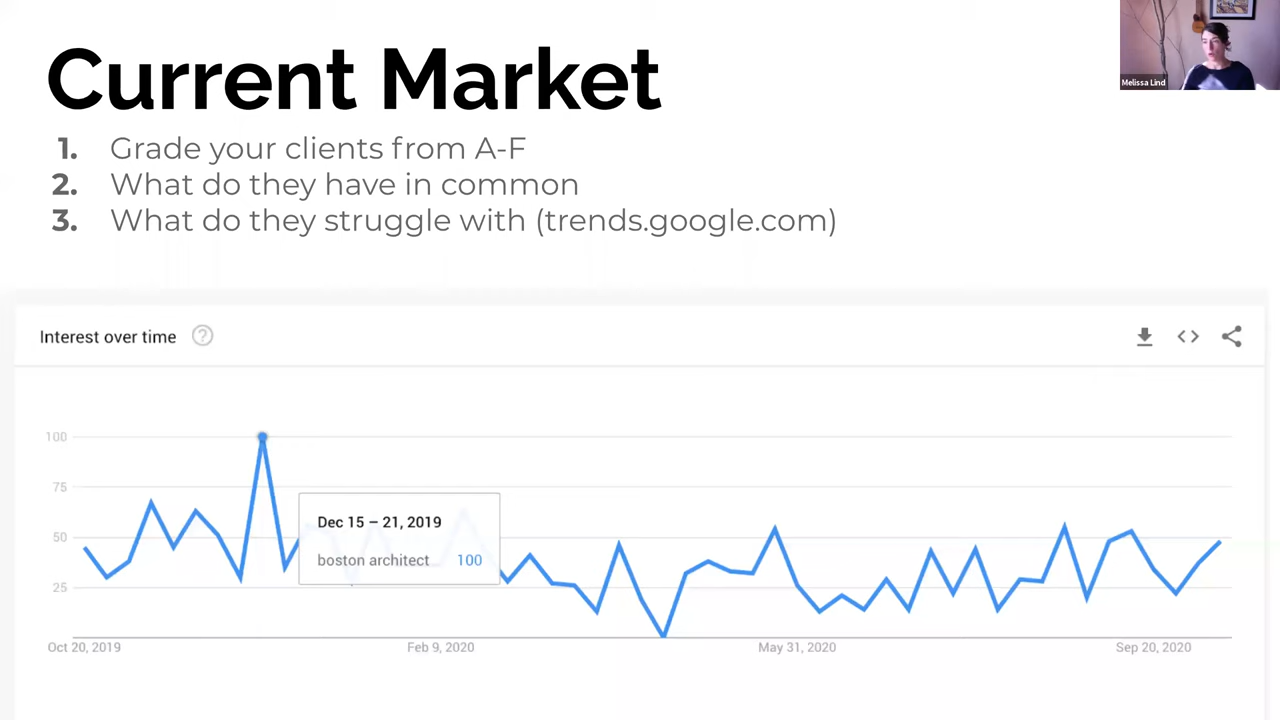 Current Market
1. Grade your clients from A-F
2. What do they have in common
3. What do they struggle with (trends.google.com)
Melissa Lind
Interest over time ?
100
75
50
25
Dec 15 – 21, 2019
boston architect 100
Oct 20, 2019 Feb 9, 2020 May 31, 2020 Sep 20, 2020